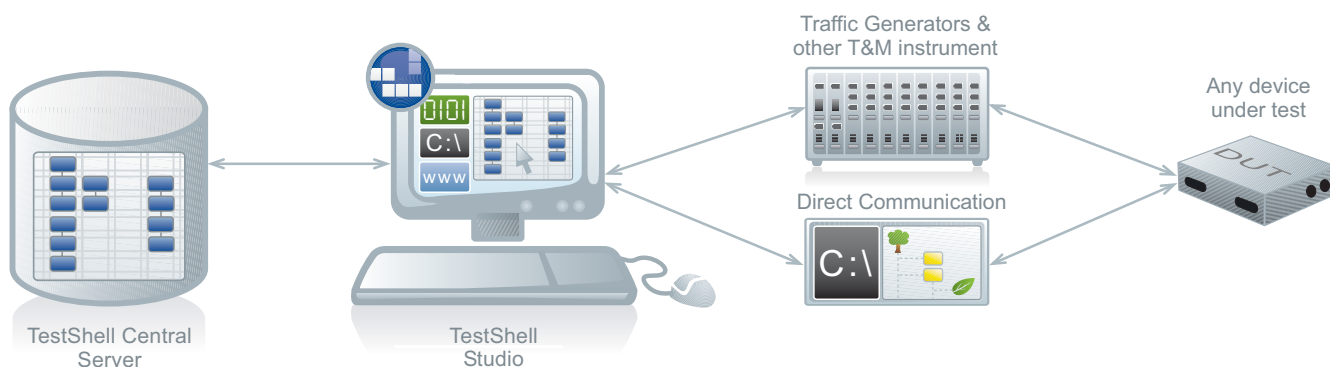 Traffic Generators &
other T&M instrument
Any device
under test
DUT
0101
C:\
www
Direct Communication
C:\
TestShell Central
Server
TestShell
Studio